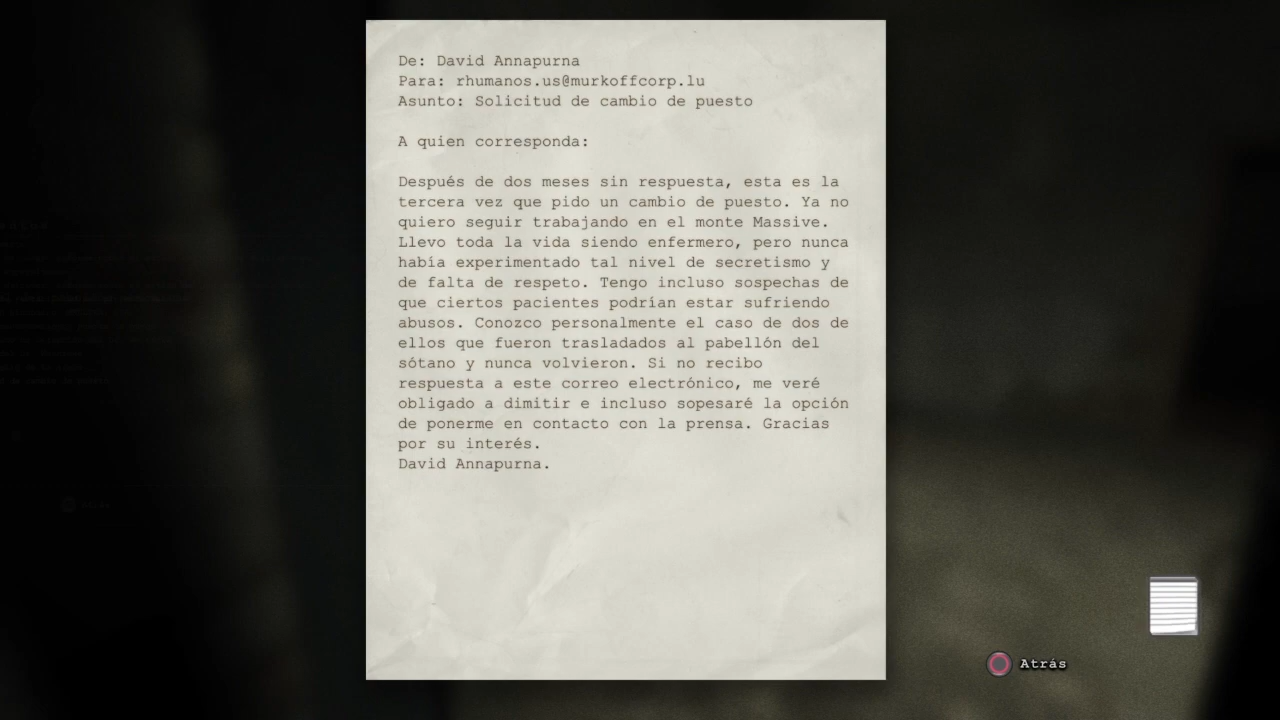 De: David Annapurna
Para: rhumanos.us@murkoffcorp.lu
Asunto: Solicitud de cambio de puesto
A quien corresponda:
Después de dos meses sin respuesta, esta es la
tercera vez que pido un cambio de puesto. Ya no
quiero seguir trabajando en el monte Massive.
Llevo toda la vida siendo enfermero, pero nunca
había experimentado tal nivel de secretismo y
de falta de respeto. Tengo incluso sospechas de
que ciertos pacientes podrían estar sufriendo
abusos. Conozco personalmente el caso de dos de
ellos que fueron trasladados al pabellón del
sótano y nunca volvieron. Si no recibo
respuesta a este correo electrónico, me veré
obligado a dimitir e incluso sopesaré la opción
de ponerme en contacto con la prensa. Gracias
por su interés.
David Annapurna.
Atrás